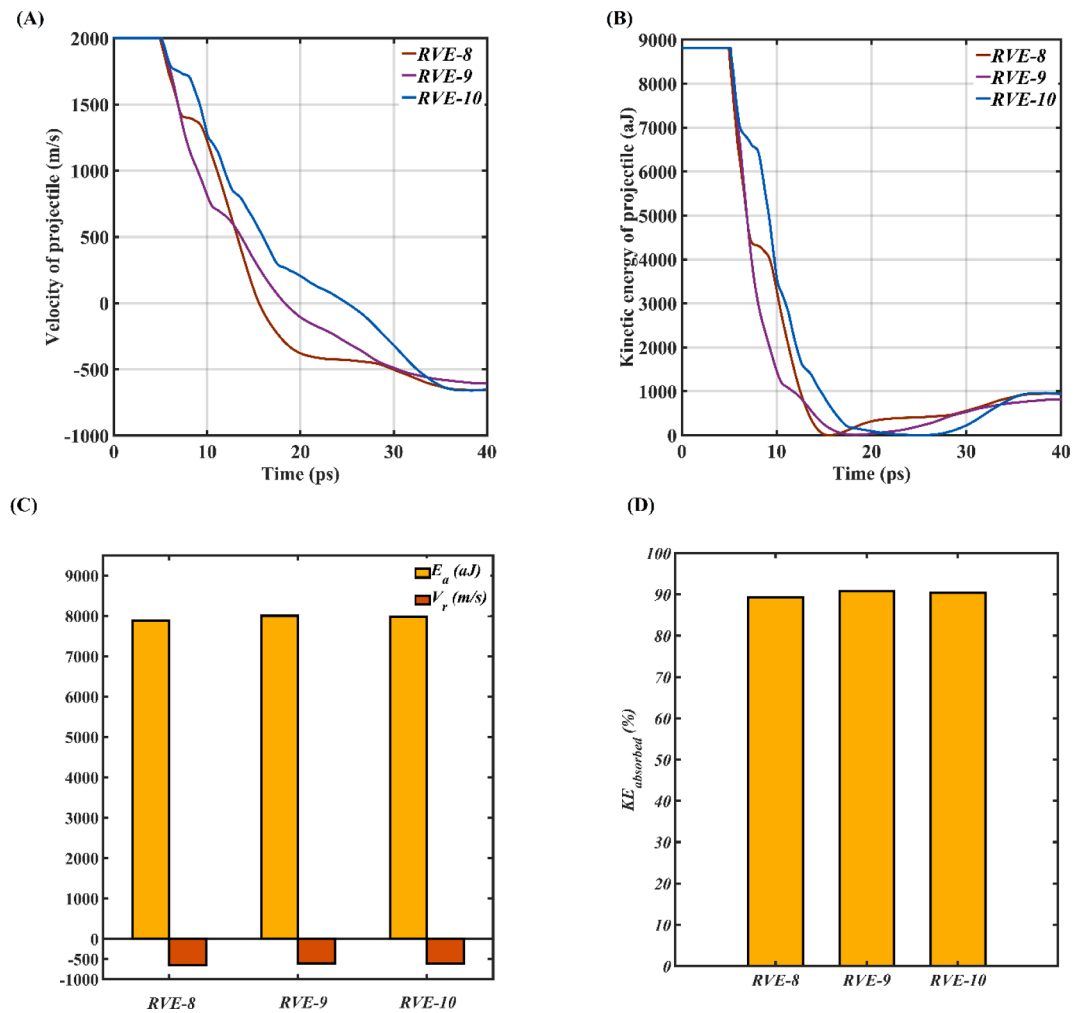 (A)
2000
1500
1000
500
0
-500
-1000
Velocity of projectile (m/s)
RVE-8
RVE-9
RVE-10
0 10 20 30 40
Time (ps)
(B)
9000
8000
7000
6000
5000
4000
3000
2000
1000
0
Kinctic energy of projectile (aJ)
RVE-8
RVE-9
RVE-10
0 10 20 30 40
Time (ps)
(C)
9000
8000
7000
6000
5000
4000
3000
2000
1000
0
-500
-1000
E_a (aJ)
V_r (m/s)
RVE-8 RVE-9 RVE-10
(D)
100
90
80
70
60
50
40
30
20
10
0
KE_absorbed (%)
RVE-8 RVE-9 RVE-10